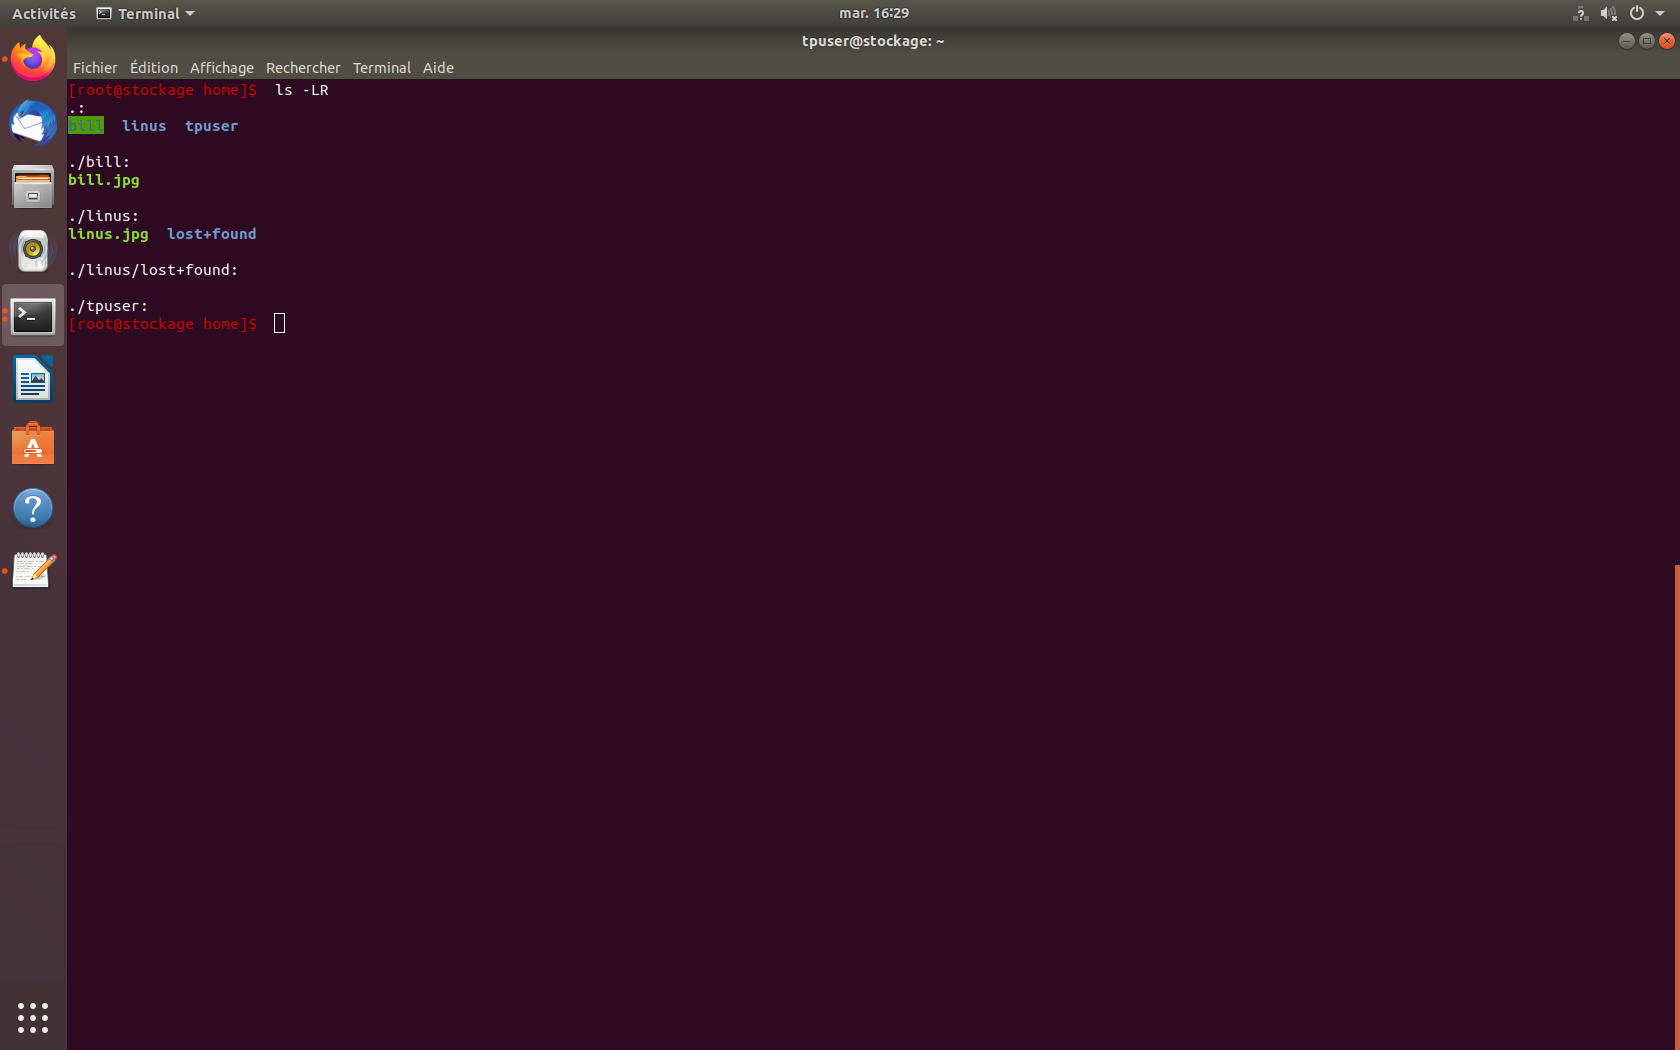 Activités Terminal mar. 16:29
tpuser@stockage: ~
Fichier Édition Affichage Rechercher Terminal Aide
[root@stockage home]$ ls -LR
.:
bill linus tpuser
./bill:
bill.jpg
./linus:
linus.jpg lost+found
./linus/lost+found:
./tpuser:
[root@stockage home]$